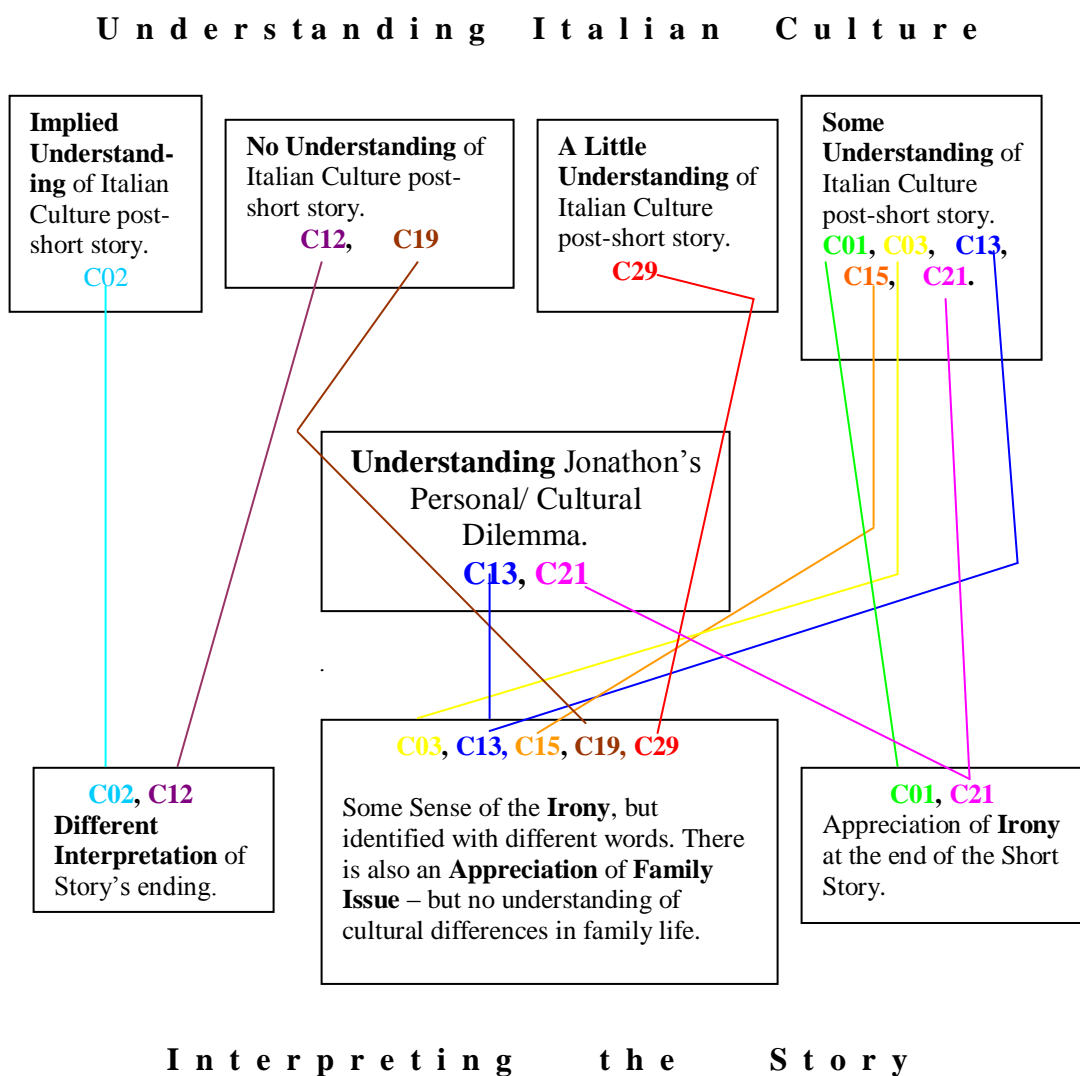 Understanding Italian Culture
Implied
Understand-
ing of Italian
Culture post-
short story.
C02
No Understanding of
Italian Culture post-
short story.
C12, C19
A Little
Understanding of
Italian Culture
post-short story.
C29
Some
Understanding of
Italian Culture
post-short story.
C01, C03, C13,
C15, C21.
Understanding Jonathon's
Personal/ Cultural
Dilemma.
C13, C21
.
C02, C12
Different
Interpretation of
Story's ending.
C03, C13, C15, C19, C29
Some Sense of the Irony, but
identified with different words. There
is also an Appreciation of Family
Issue – but no understanding of
cultural differences in family life.
C01, C21
Appreciation of Irony
at the end of the Short
Story.
Interpreting the Story